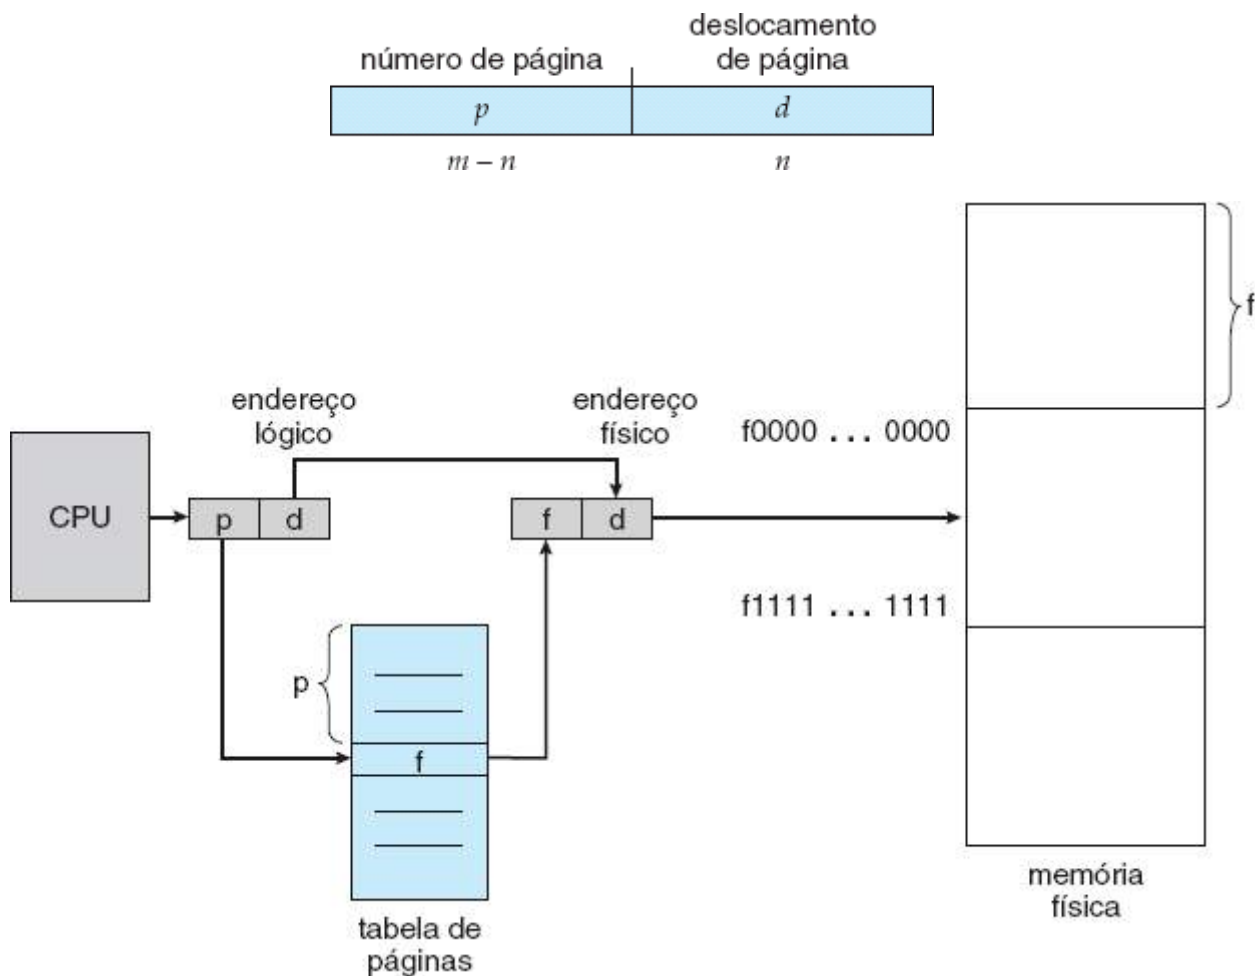 número de página
deslocamento
de página
p
d
m – n
n
f
endereço
lógico
endereço
físico
f0000 . . . 0000
CPU
p
d
f
d
f1111 . . . 1111
p
f
tabela de
páginas
memória
física